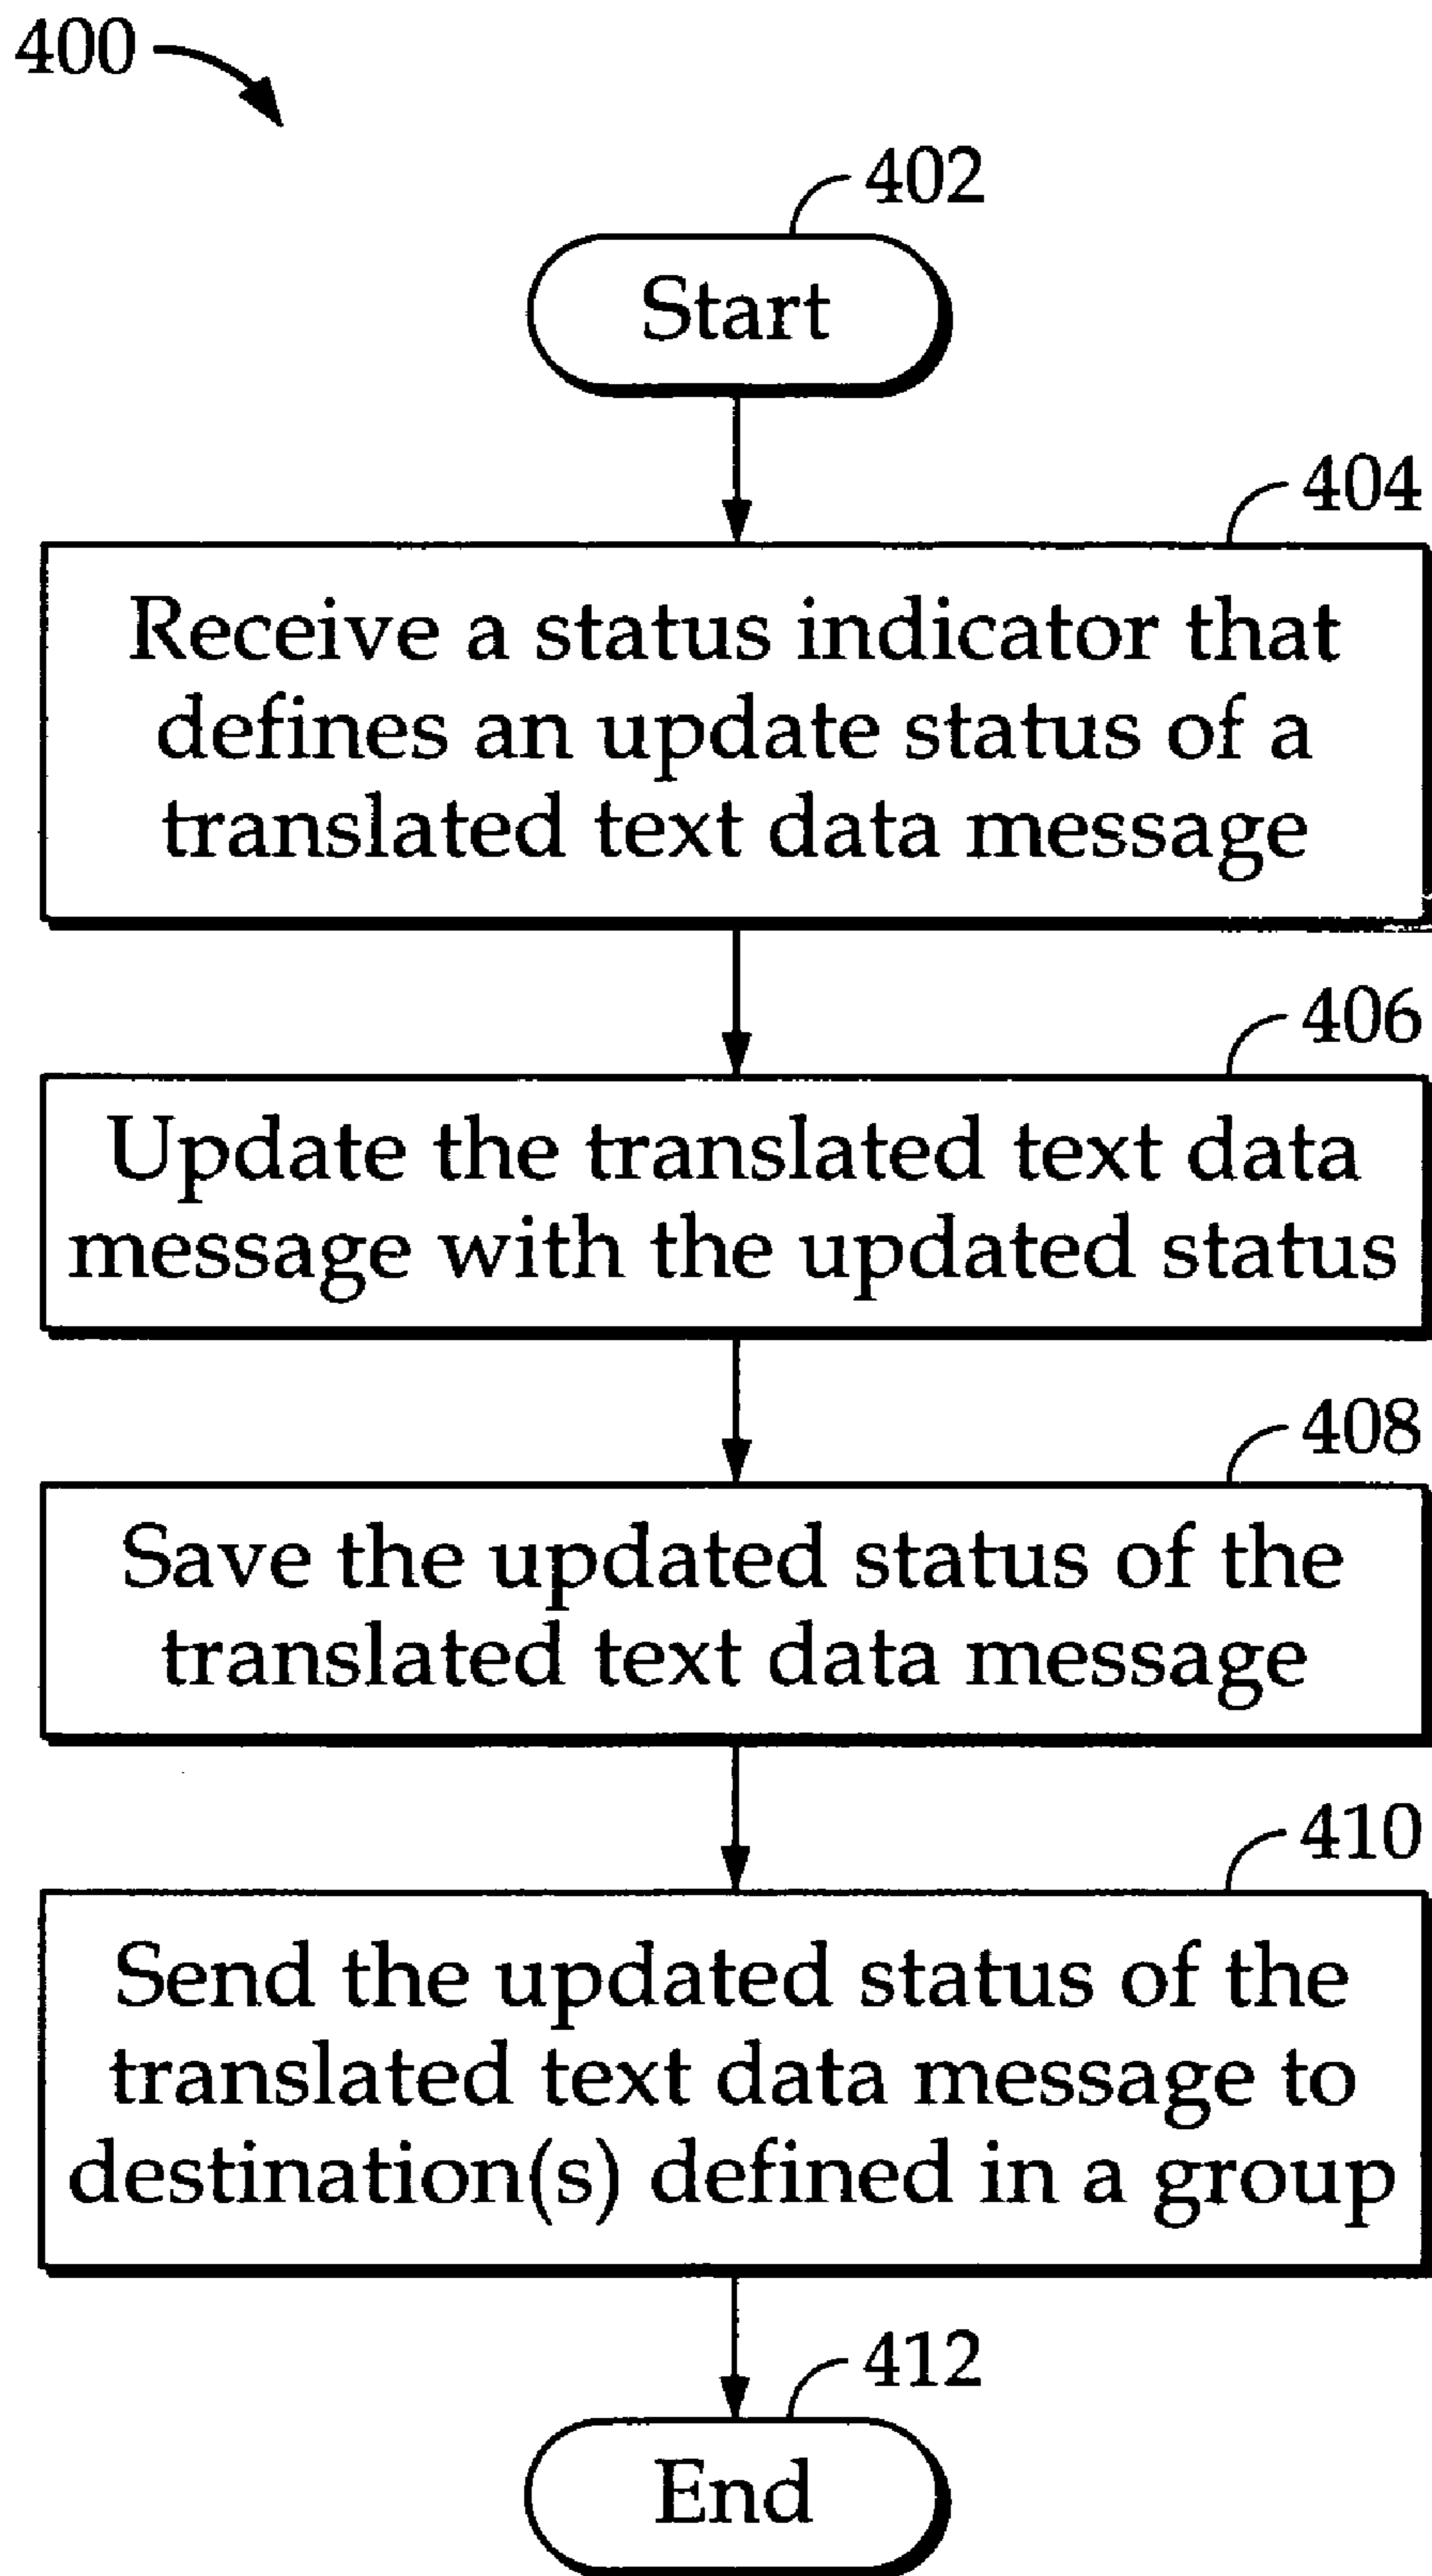 400
402
Start
404
Receive a status indicator that
defines an update status of a
translated text data message
406
Update the translated text data
message with the updated status
408
Save the updated status of the
translated text data message
410
Send the updated status of the
translated text data message to
destination(s) defined in a group
412
End